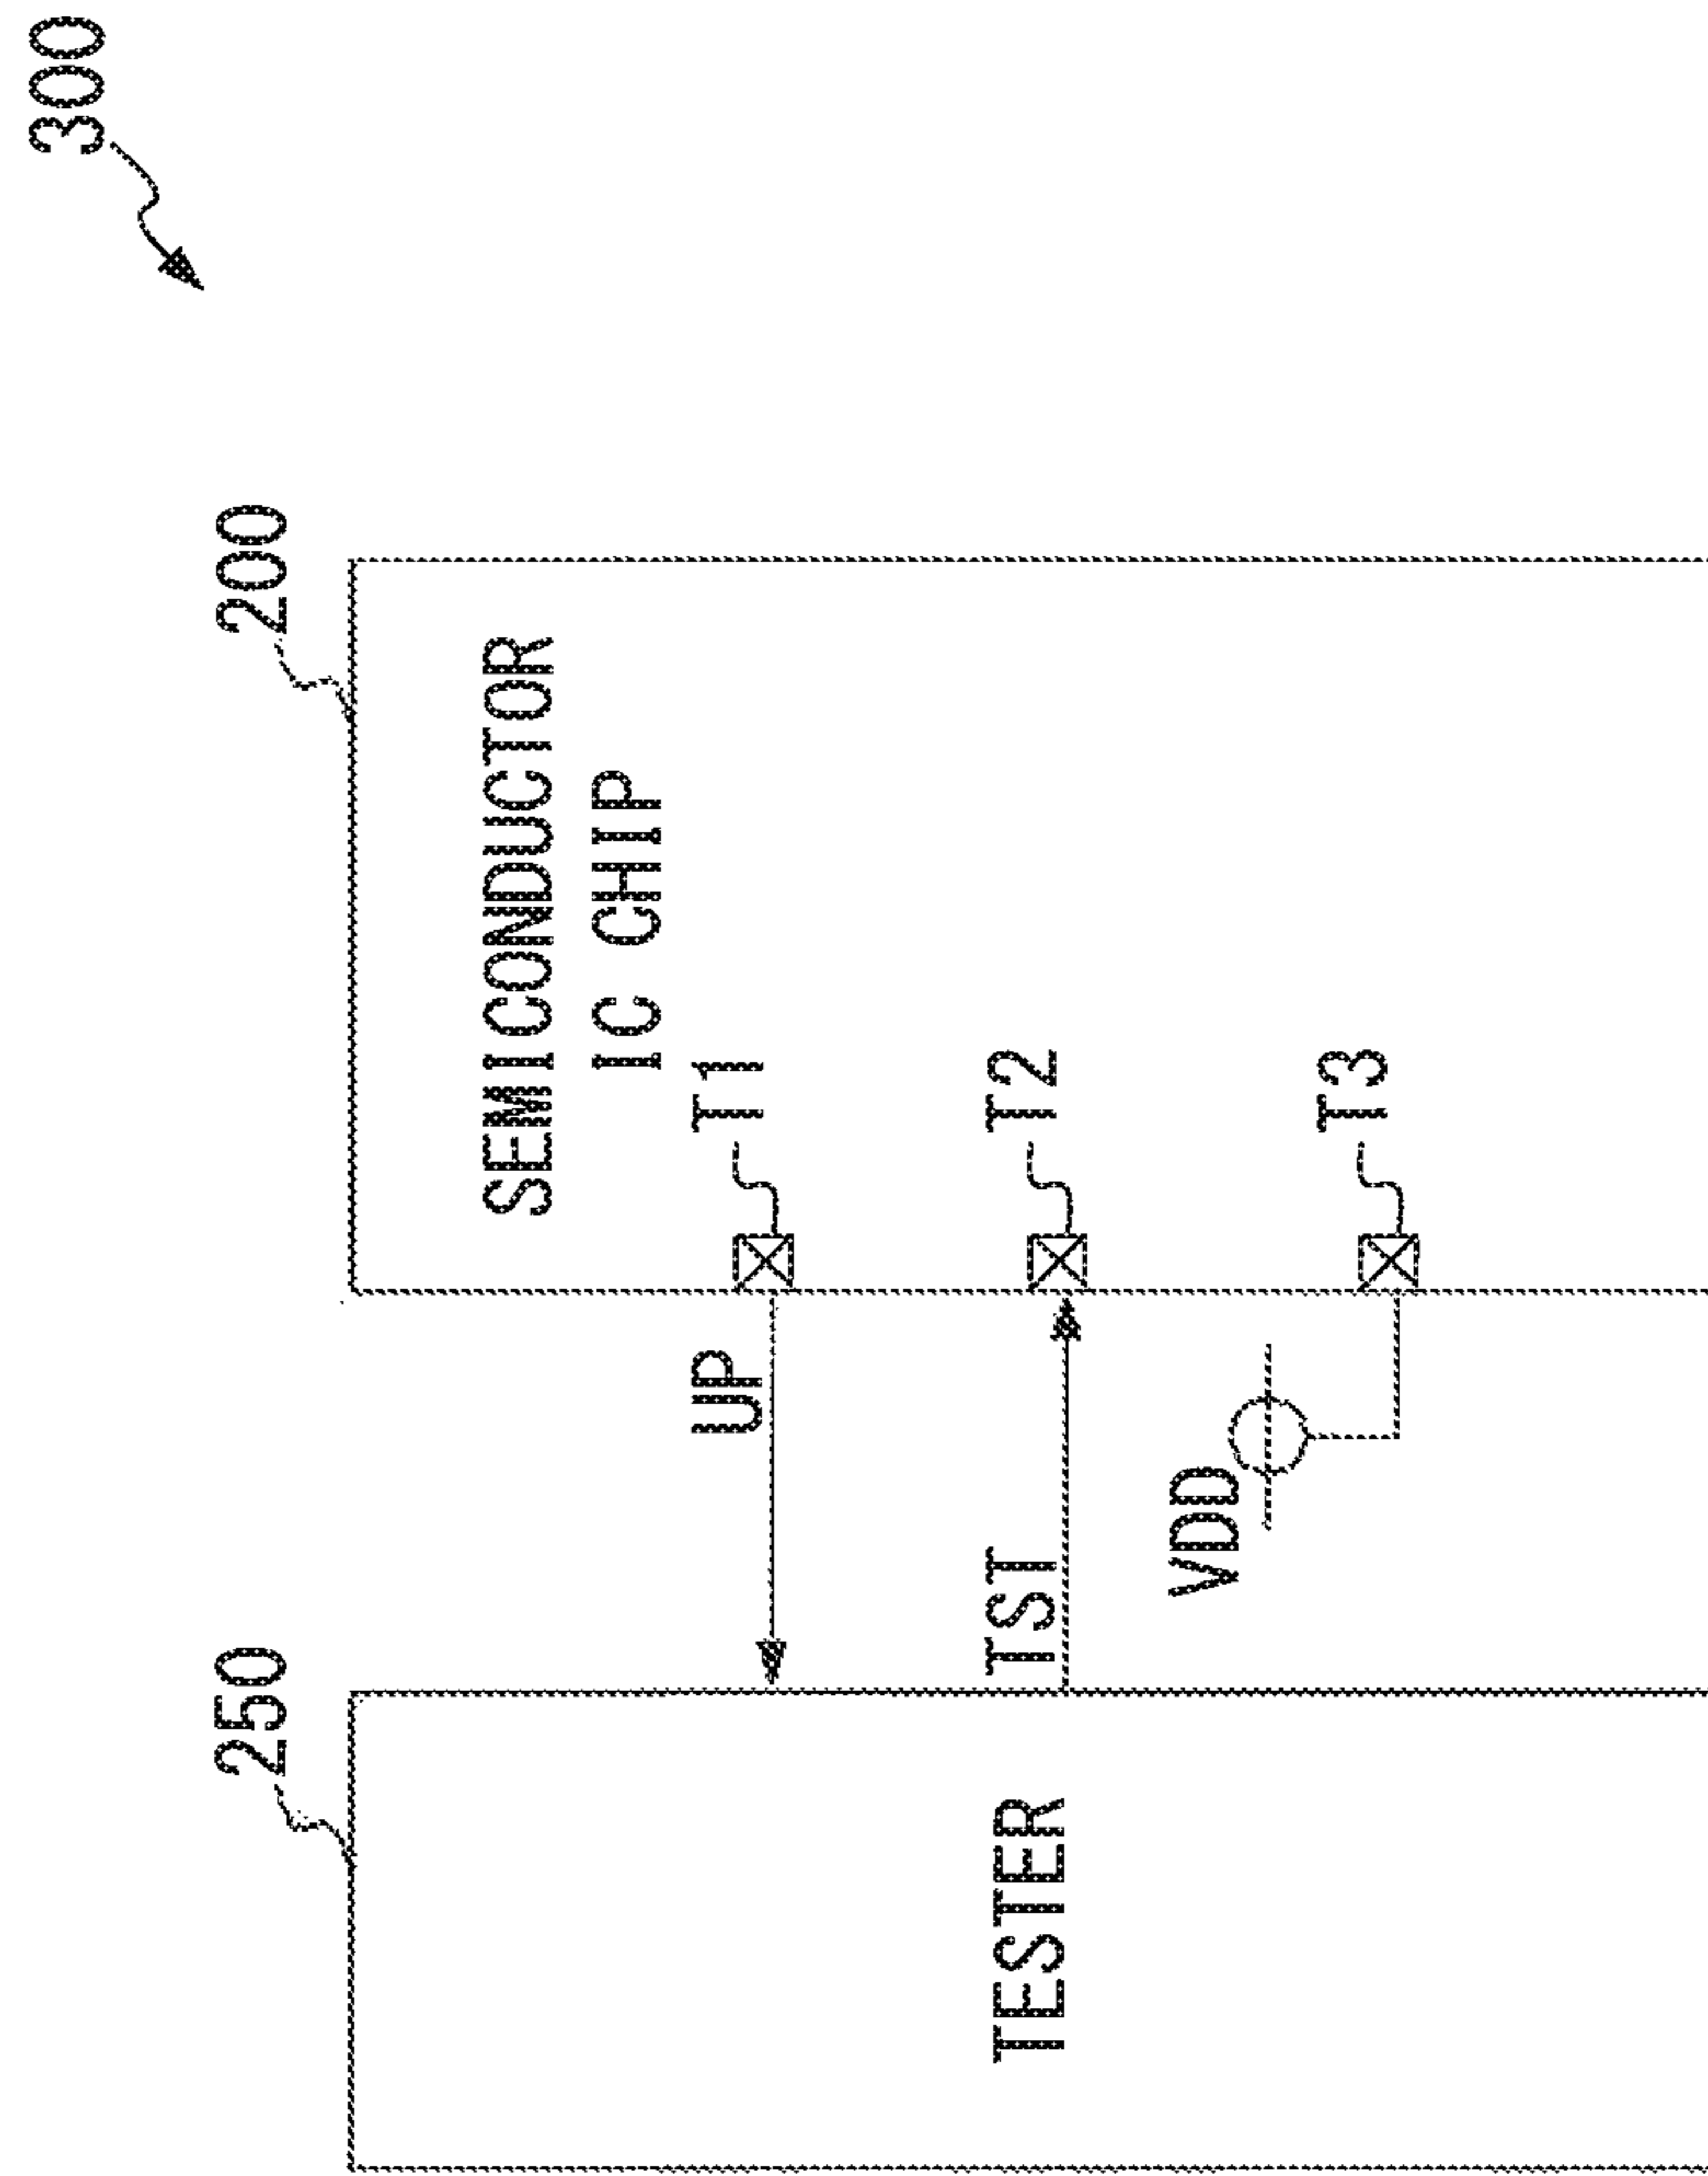 300
250
200
SEMICONDUCTOR
IC CHIP
UP
T1
TST
T2
VDD
T3
TESTER